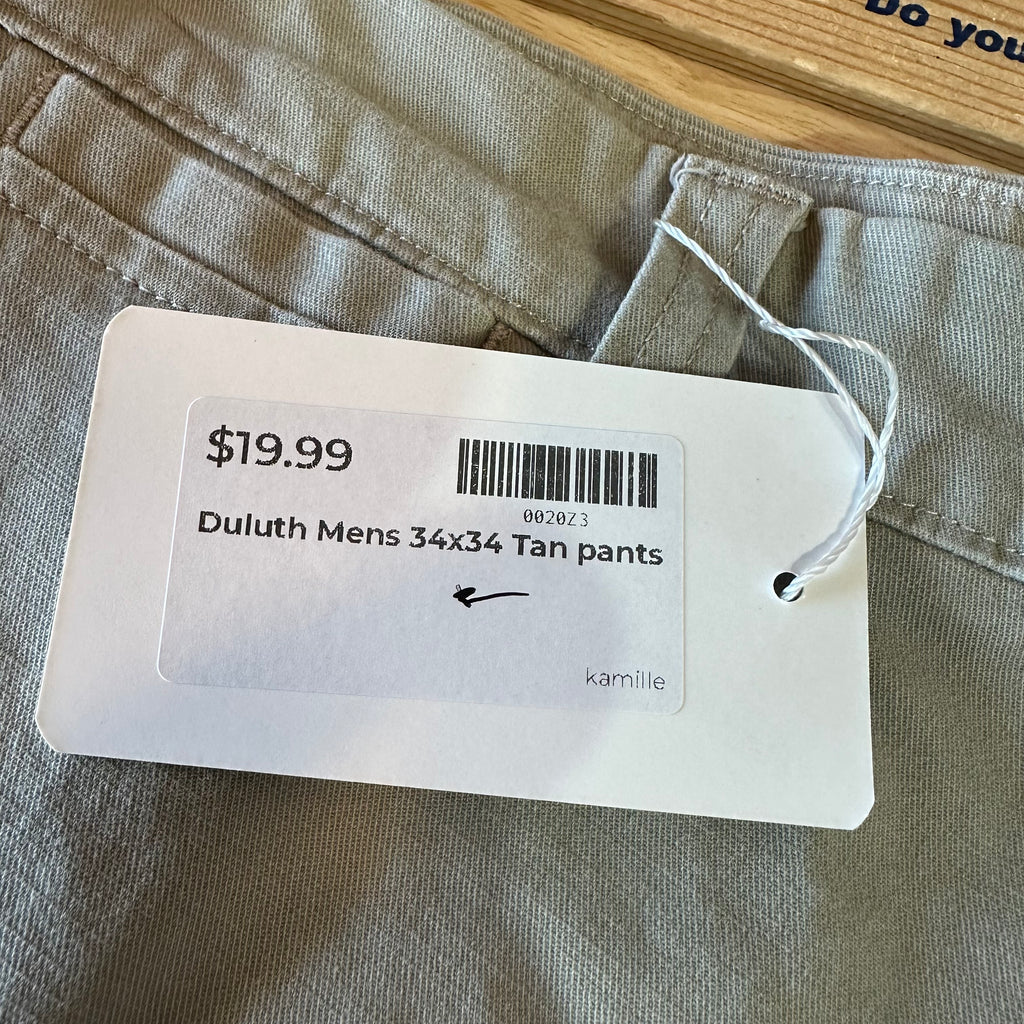 Do you
$19.99
0020Z3
Duluth Mens 34x34 Tan pants
kamille